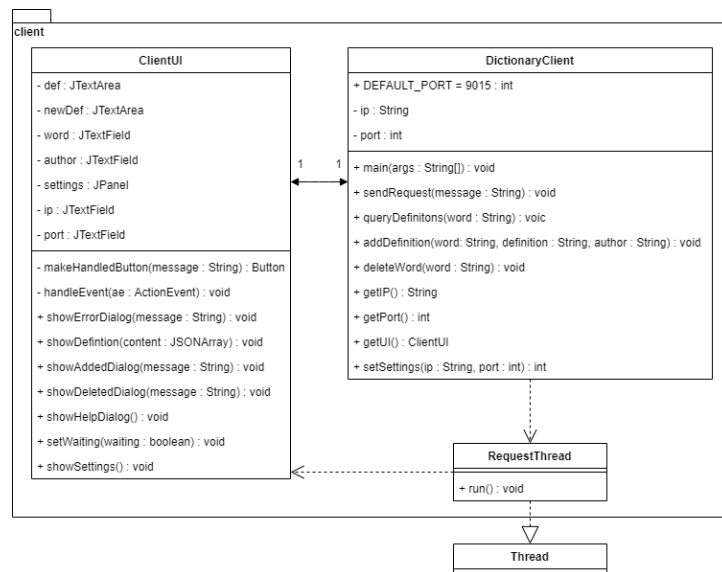 client
ClientUI
- def : JTextArea
- newDef : JTextArea
- word : JTextField
- author : JTextField
- settings : JPanel
- ip : JTextField
- port : JTextField
- makeHandledButton(message : String) : Button
- handleEvent(ae : ActionEvent) : void
+ showErrorDialog(message : String) : void
+ showDefintion(content : JSONArray) : void
+ showAddedDialog(message : String) : void
+ showDeletedDialog(message : String) : void
+ showHelpDialog() : void
+ setWaiting(waiting : boolean) : void
+ showSettings() : void
1 1
DictionaryClient
+ DEFAULT_PORT = 9015 : int
- ip : String
- port : int
+ main(args : String[]) : void
+ sendRequest(message : String) : void
+ queryDefinitons(word : String) : voic
+ addDefinition(word: String, definition : String, author : String) : void
+ deleteWord(word : String) : void
+ getIP() : String
+ getPort() : int
+ getUI() : ClientUI
+ setSettings(ip : String, port : int) : int
RequestThread
+ run() : void
Thread